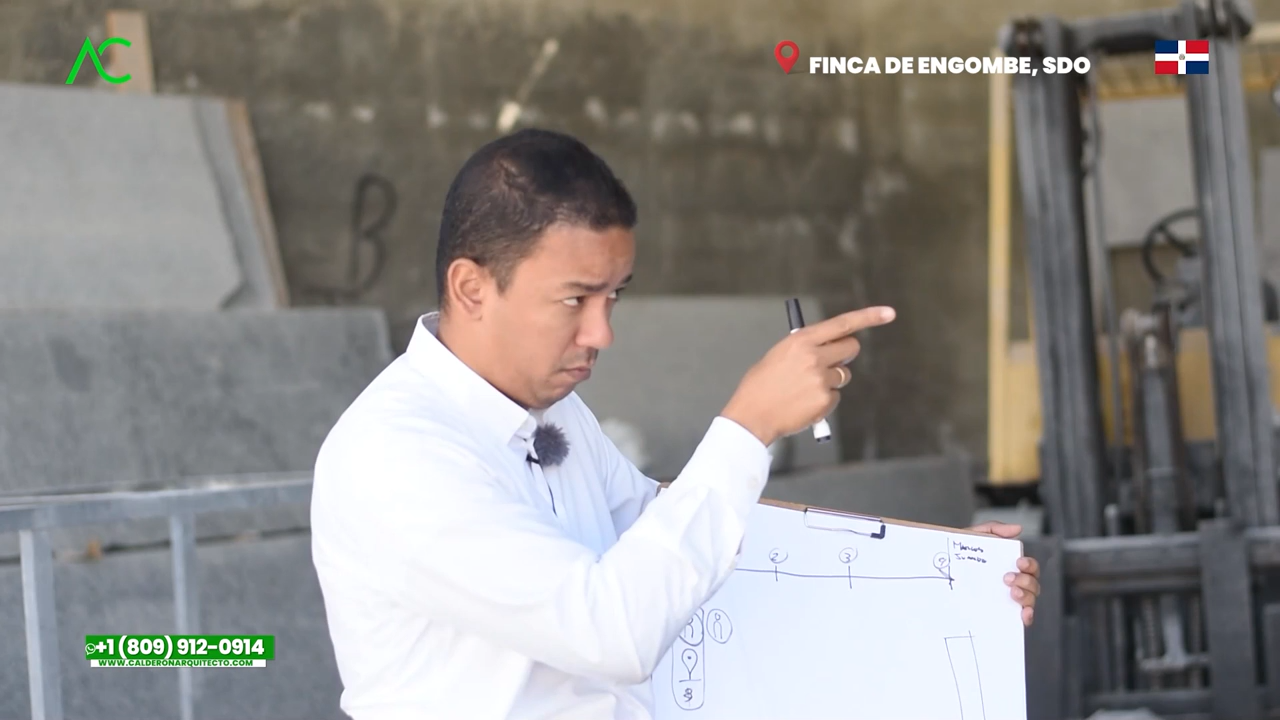 AC
FINCA DE ENGOMBE, SDO
B
2
3
+1 (809) 912-0914
WWW.CALDERONARQUITECTO.COM